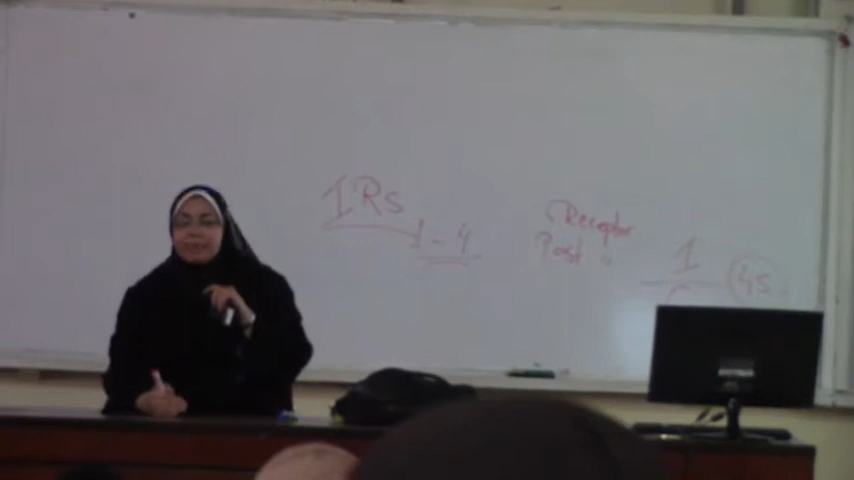 IRs
1 - 4
Receptor
Post "
1
45